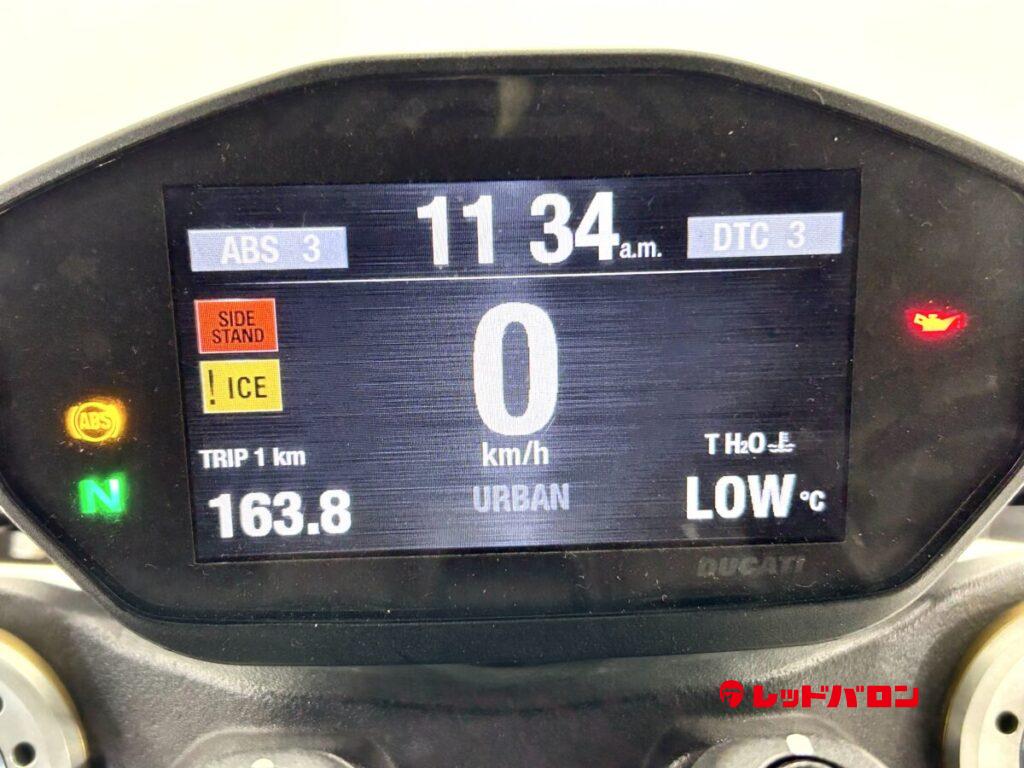 11 34 a.m.
ABS 3
DTC 3
SIDE
STAND
! ICE
0
km/h
ABS
N
TRIP 1 km
163.8
URBAN
T H₂O
LOW °C
DUCATI
レッドバロン